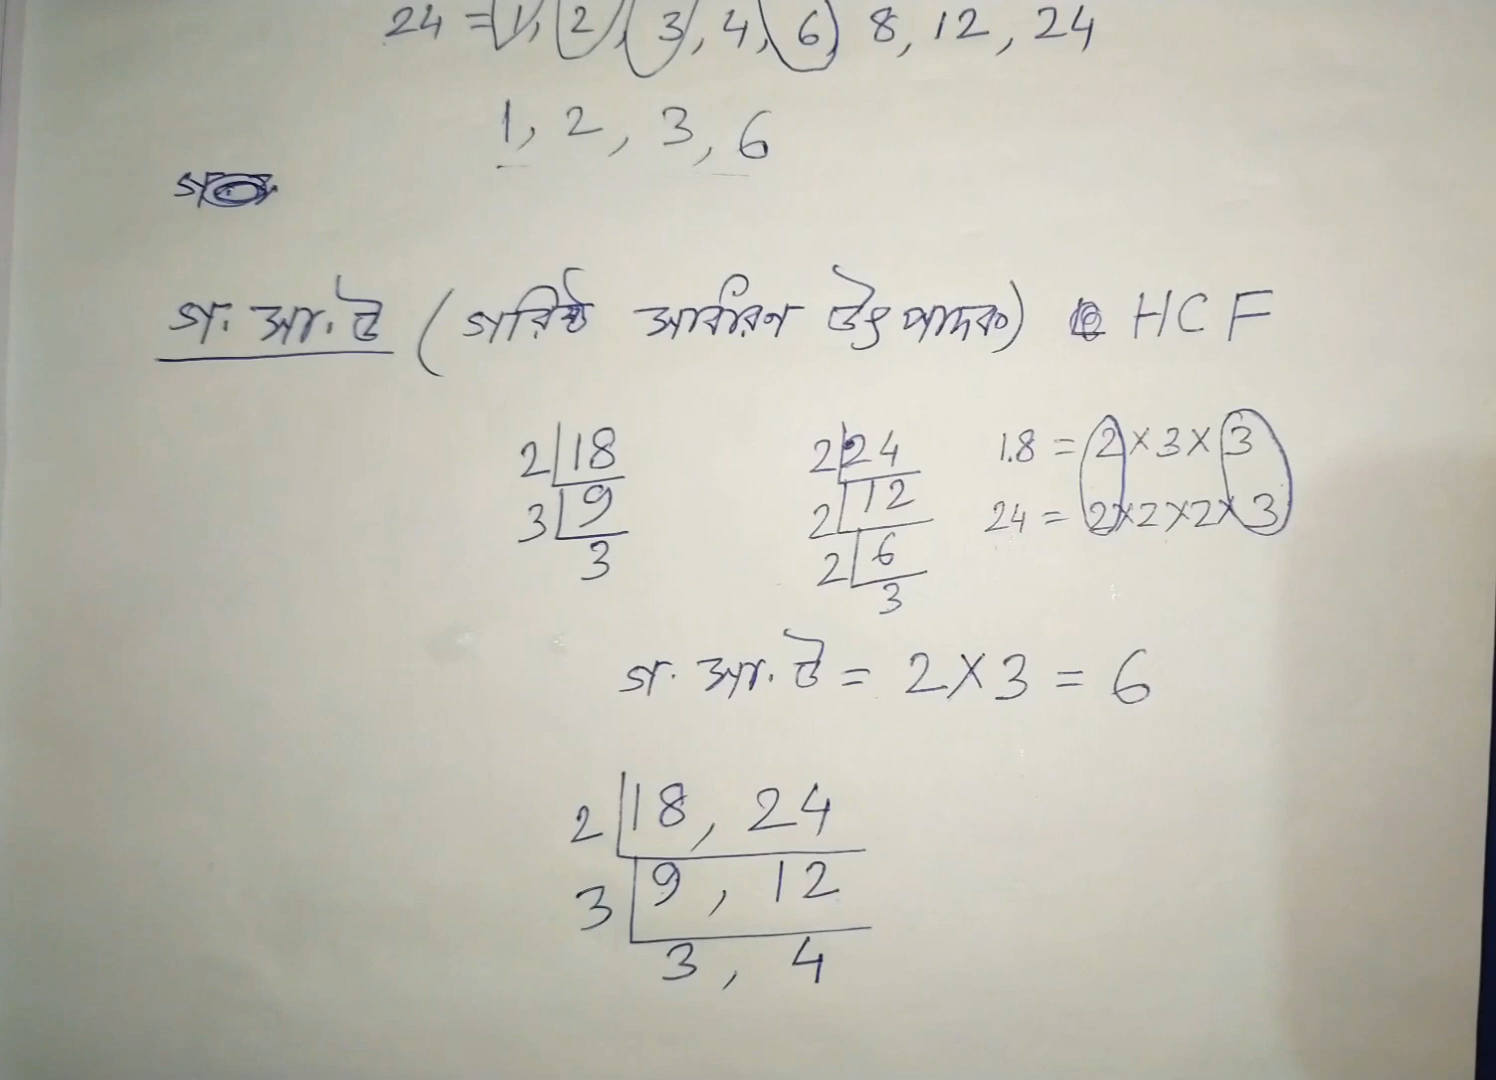 24 = 1, 2, 3, 4, 6, 8, 12, 24
1, 2, 3, 6
গ. সা. উ (গরিষ্ঠ সাধারণ উৎপাদক) HCF
2 18
3 9
3
2 24
2 12
2 6
3
18 = 2 × 3 × 3
24 = 2 × 2 × 2 × 3
গ. সা. উ = 2 × 3 = 6
2 18, 24
3 9, 12
3, 4